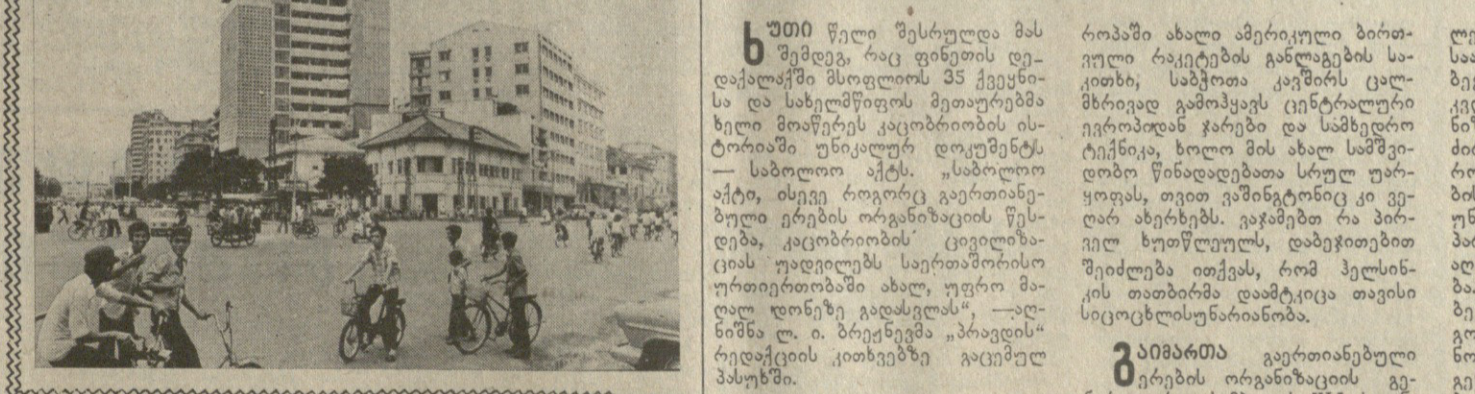 ხუთი წელი შესრულდა მას
შემდეგ, რაც ფინეთის დე-
დაქალაქში მსოფლიოს 35 ქვეყნი-
სა და სახელმწიფოს მეთაურებმა
ხელი მოაწერეს კაცობრიობის ის-
ტორიაში უნიკალურ დოკუმენტს
— საბოლოო აქტს. „საბოლოო
აქტი, ისევე როგორც გაერთიანე-
ბული ერების ორგანიზაციის წეს-
დება, კაცობრიობის ცივილიზა-
ციას უადვილებს საერთაშორისო
ურთიერთობაში ახალ, უფრო მა-
ღალ დონეზე გადასვლას“, —აღ-
ნიშნა ლ. ი. ბრეჟნევმა „პრავდის“
რედაქციის კითხვებზე გაცემულ
პასუხში.
როპაში ახალი ამერიკული ბირთ-
ვული რაკეტების განლაგების სა-
კითხი, საბჭოთა კავშირს ცალ-
მხრივად გამოჰყავს ცენტრალური
ევროპიდან ჯარები და სამხედრო
ტექნიკა, ხოლო მის ახალ სამშვი-
დობო წინადადებათა სრულ უარ-
ყოფას, თვით ვაშინგტონიც კი ვე-
ღარ ახერხებს. ვაჯამებთ რა პირ-
ველ ხუთწლეულს, დაბეჯითებით
შეიძლება ითქვას, რომ ჰელსინ-
კის თათბირმა დაამტკიცა თავისი
სიცოცხლისუნარიანობა.
გაიმართა გაერთიანებული
ერების ორგანიზაციის გე-